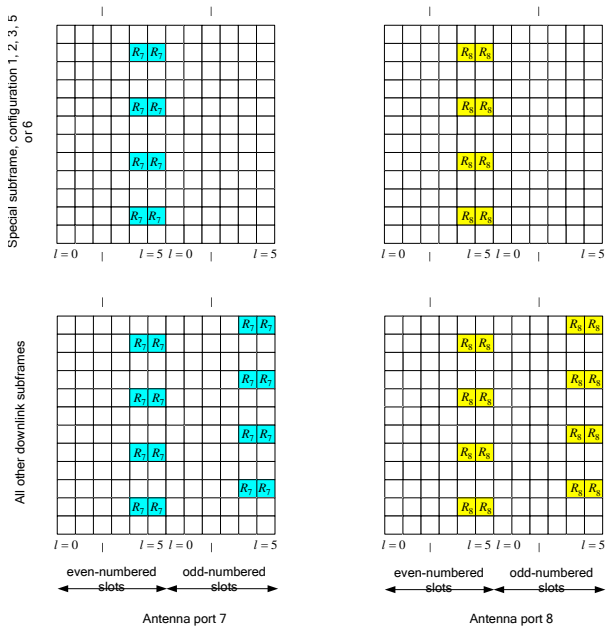 Special subframe, configuration 1, 2, 3, 5
or 6
R7 R7
R7 R7
R7 R7
R7 R7
l = 0
l = 5
l = 0
l = 5
R8 R8
R8 R8
R8 R8
R8 R8
l = 0
l = 5
l = 0
l = 5
All other downlink subframes
R7 R7
R7 R7
R7 R7
R7 R7
R7 R7
R7 R7
R7 R7
R7 R7
l = 0
l = 5
l = 0
l = 5
even-numbered
slots
odd-numbered
slots
Antenna port 7
R8 R8
R8 R8
R8 R8
R8 R8
R8 R8
R8 R8
R8 R8
R8 R8
l = 0
l = 5
l = 0
l = 5
even-numbered
slots
odd-numbered
slots
Antenna port 8